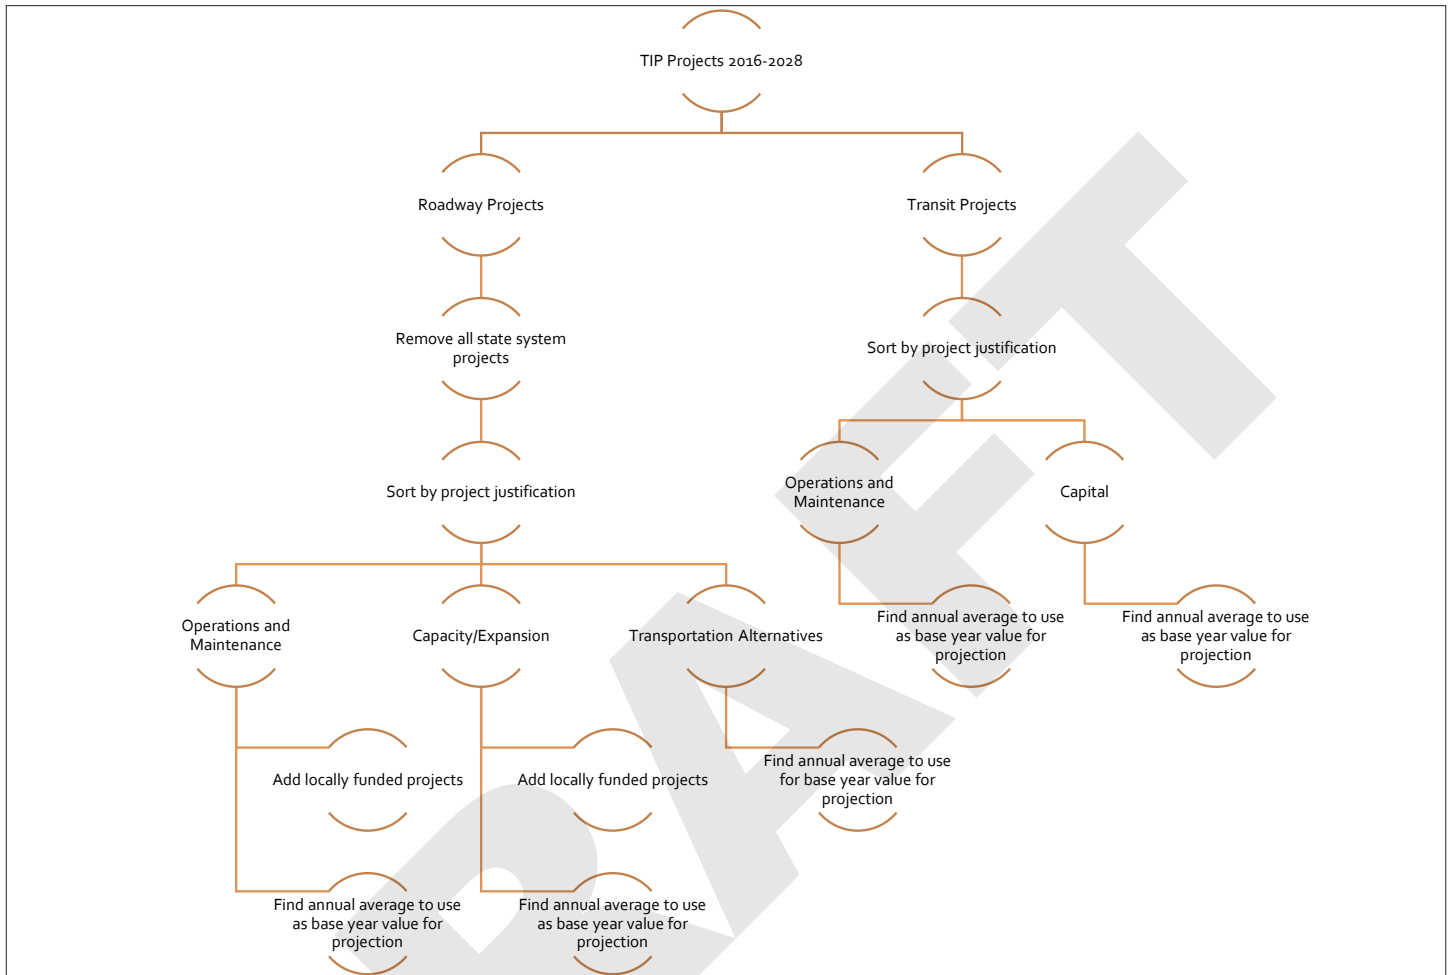 TIP Projects 2016-2028
Roadway Projects
Transit Projects
Remove all state system
projects
Sort by project justification
Sort by project justification
Operations and
Maintenance
Capital
Operations and
Maintenance
Capacity/Expansion
Transportation Alternatives
Find annual average to use
as base year value for
projection
Find annual average to use
as base year value for
projection
Add locally funded projects
Add locally funded projects
Find annual average to use
for base year value for
projection
Find annual average to use
as base year value for
projection
Find annual average to use
as base year value for
projection
RAFT